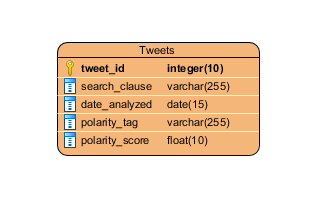 Tweets
tweet_id integer(10)
search_clause varchar(255)
date_analyzed date(15)
polarity_tag varchar(255)
polarity_score float(10)